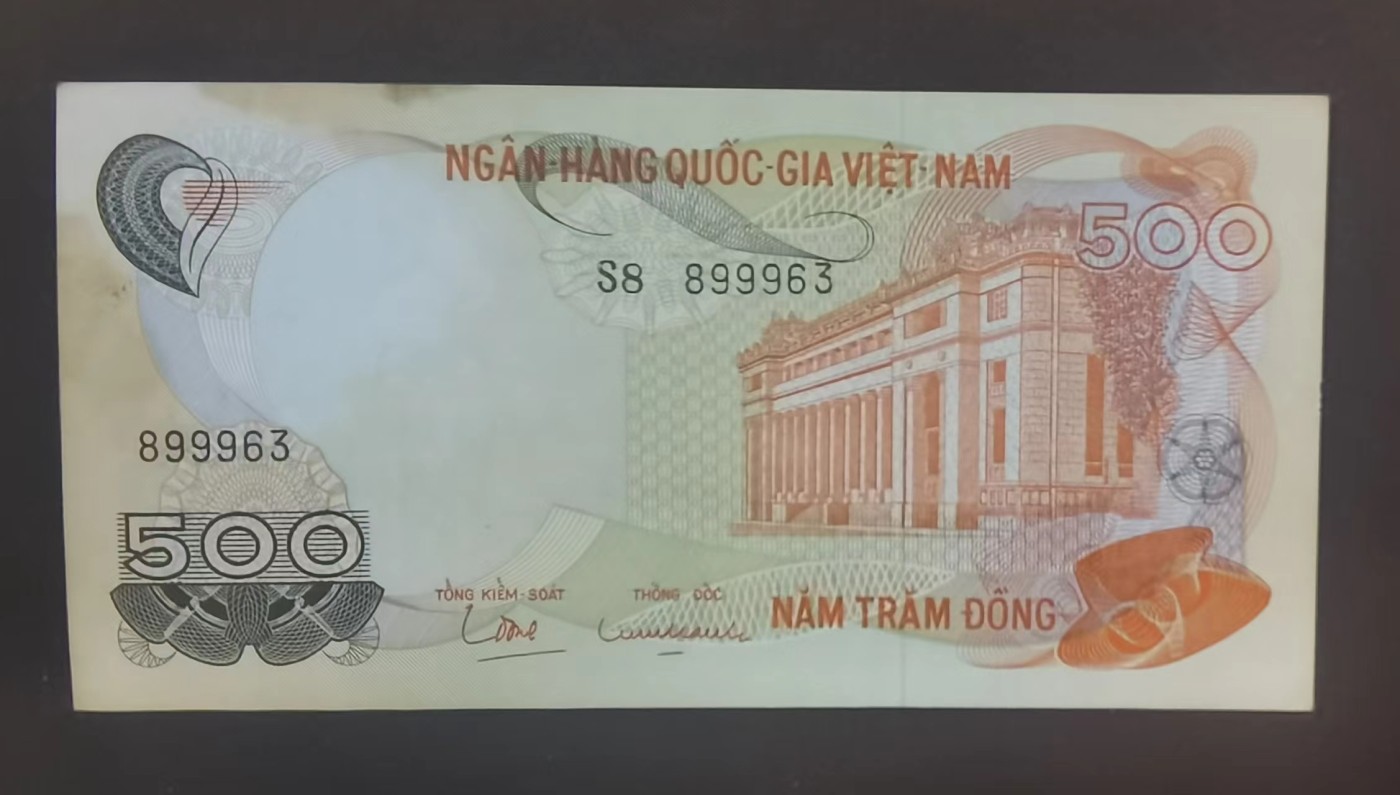 NGÂN-HÀNG QUỐC-GIA VIỆT-NAM
500
S8 899963
899963
500
TỔNG KIỂM-SOÁT THỐNG ĐỐC
NĂM TRĂM ĐỒNG